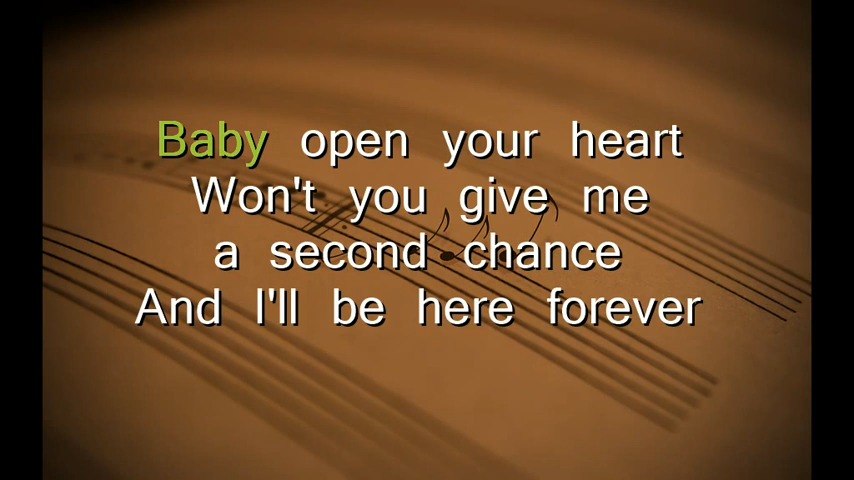 Baby open your heart
Won't you give me
a second chance
And I'll be here forever